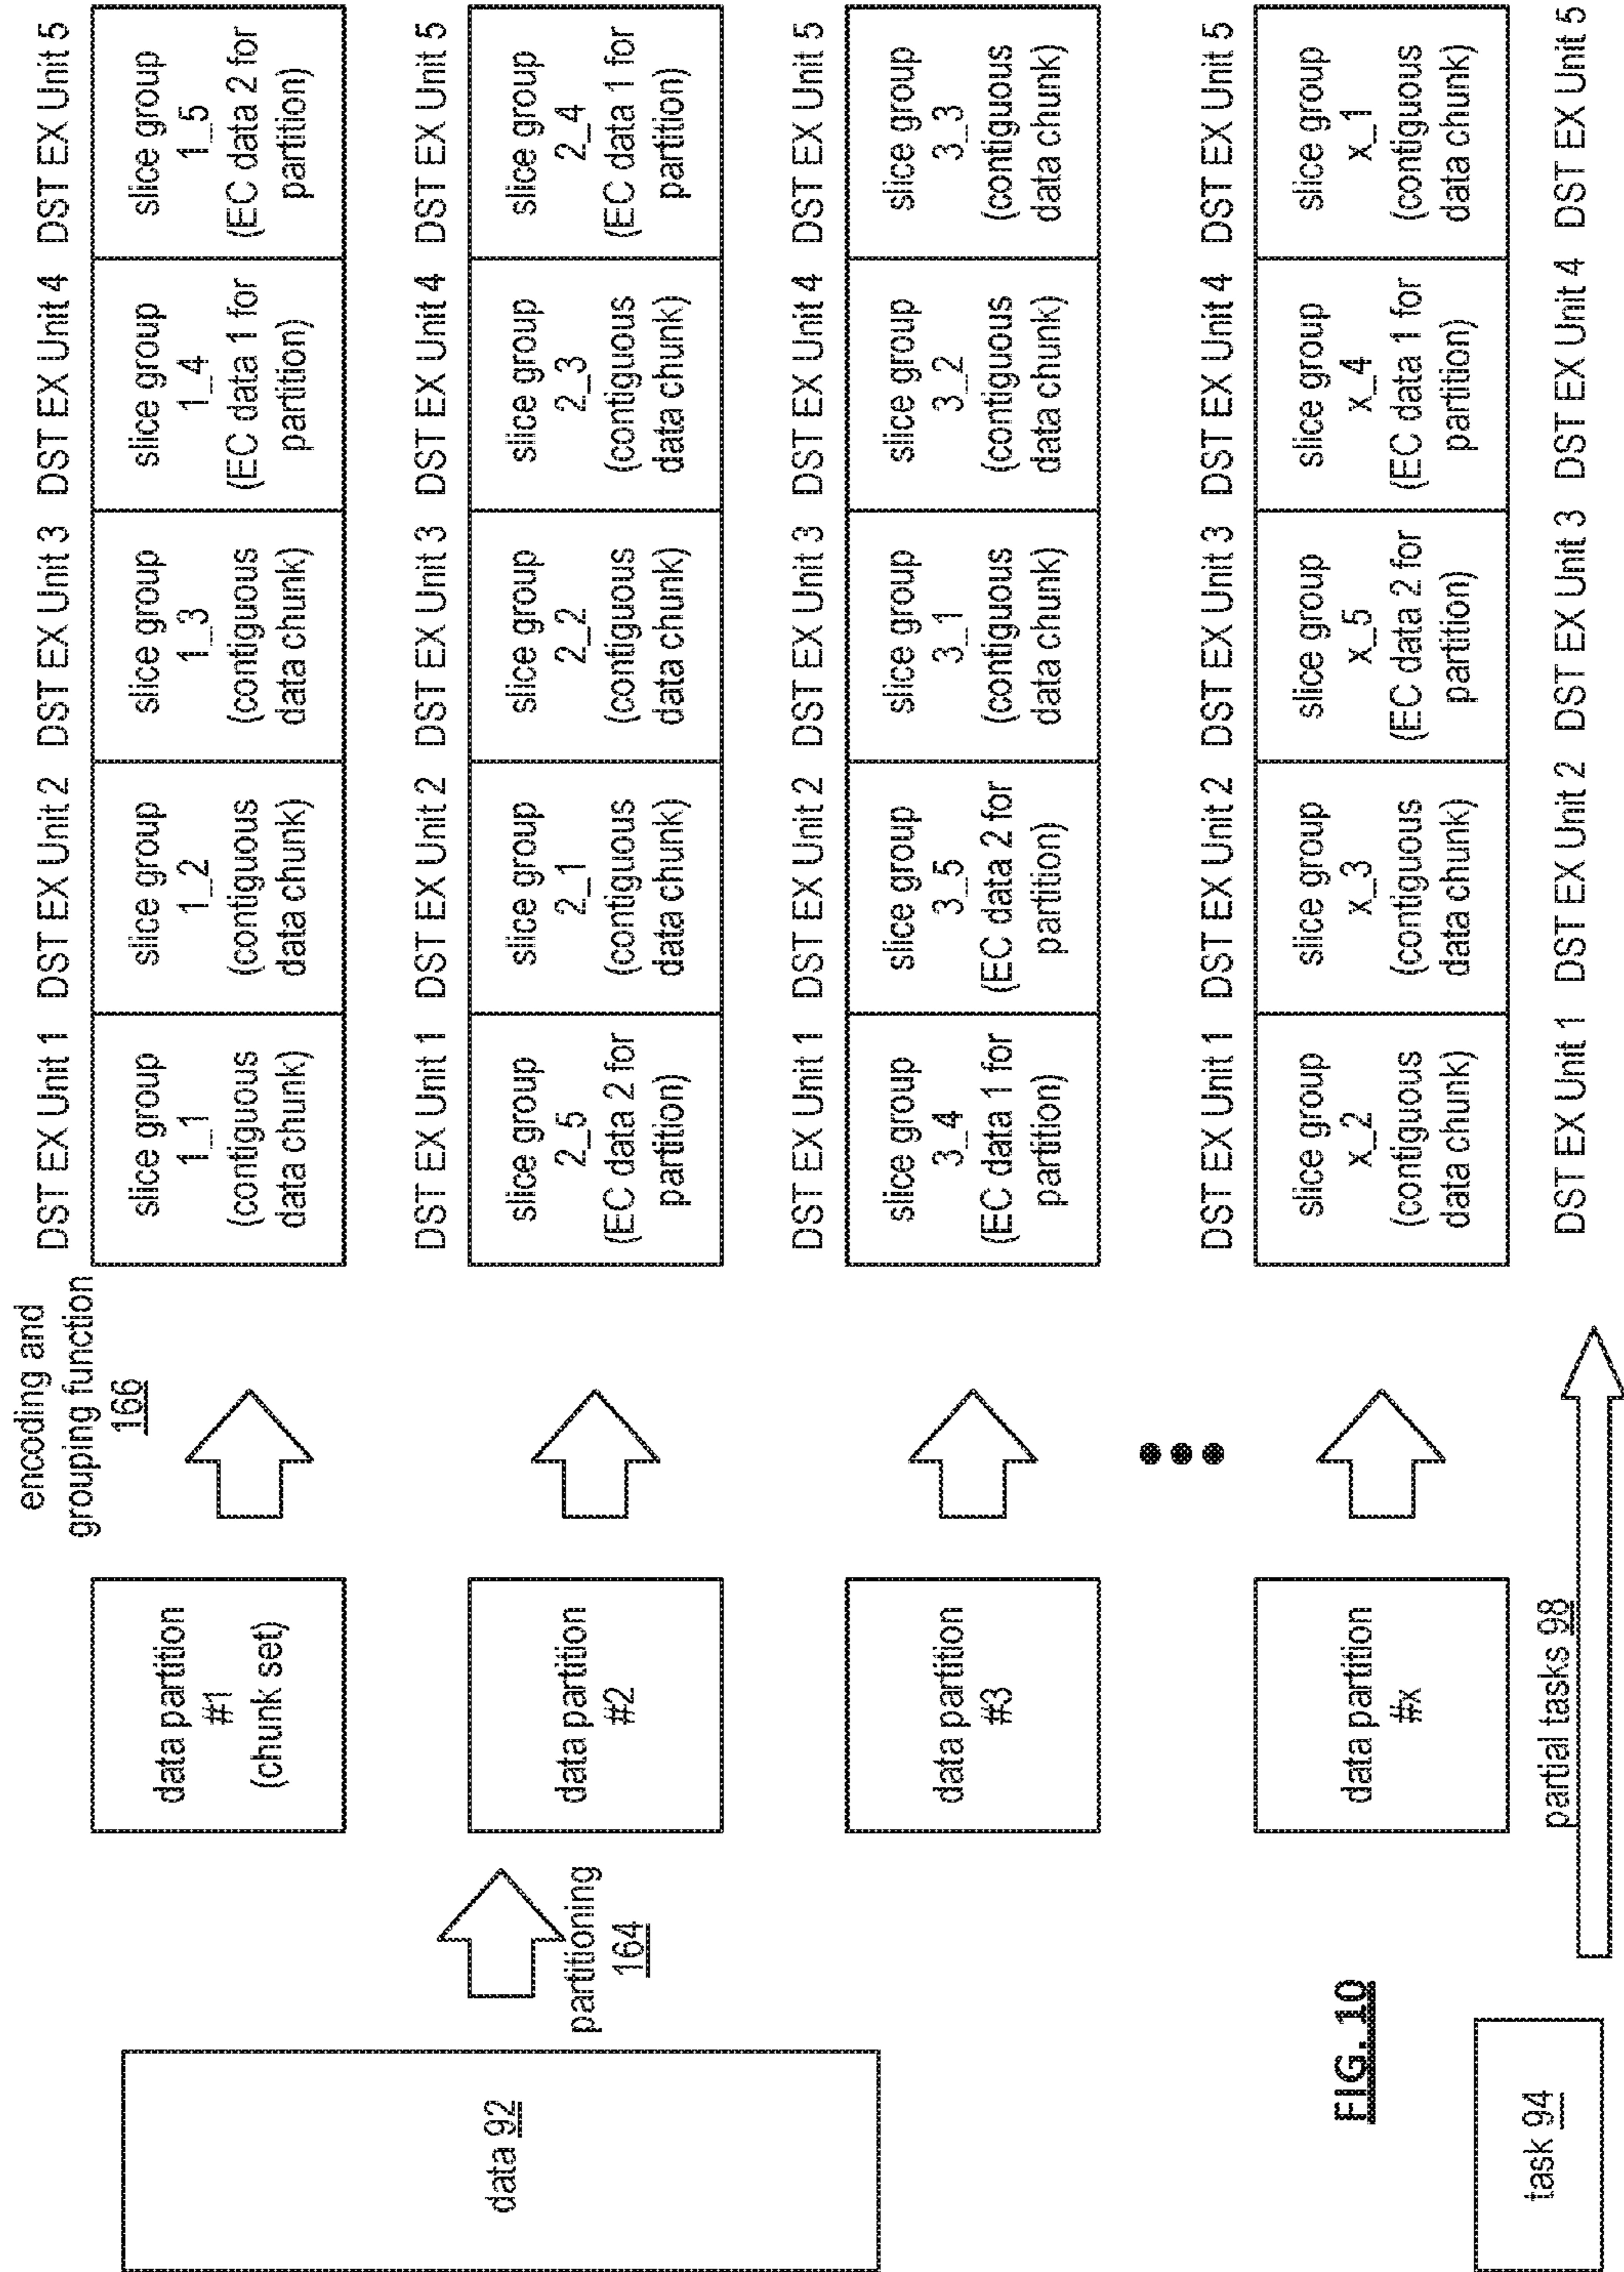 data 92
partitioning
164
data partition
#1
(chunk set)
data partition
#2
data partition
#3
data partition
#x
encoding and
grouping function
166
DST EX Unit 1 DST EX Unit 2 DST EX Unit 3 DST EX Unit 4 DST EX Unit 5
slice group
1_1
(contiguous
data chunk)
slice group
1_2
(contiguous
data chunk)
slice group
1_3
(contiguous
data chunk)
slice group
1_4
(EC data 1 for
partition)
slice group
1_5
(EC data 2 for
partition)
DST EX Unit 1 DST EX Unit 2 DST EX Unit 3 DST EX Unit 4 DST EX Unit 5
slice group
2_5
(EC data 2 for
partition)
slice group
2_1
(contiguous
data chunk)
slice group
2_2
(contiguous
data chunk)
slice group
2_3
(contiguous
data chunk)
slice group
2_4
(EC data 1 for
partition)
DST EX Unit 1 DST EX Unit 2 DST EX Unit 3 DST EX Unit 4 DST EX Unit 5
slice group
3_4
(EC data 1 for
partition)
slice group
3_5
(EC data 2 for
partition)
slice group
3_1
(contiguous
data chunk)
slice group
3_2
(contiguous
data chunk)
slice group
3_3
(contiguous
data chunk)
DST EX Unit 1 DST EX Unit 2 DST EX Unit 3 DST EX Unit 4 DST EX Unit 5
slice group
x_2
(contiguous
data chunk)
slice group
x_3
(contiguous
data chunk)
slice group
x_5
(EC data 2 for
partition)
slice group
x_4
(EC data 1 for
partition)
slice group
x_1
(contiguous
data chunk)
FIG. 10
task 94
partial tasks 98
DST EX Unit 1 DST EX Unit 2 DST EX Unit 3 DST EX Unit 4 DST EX Unit 5